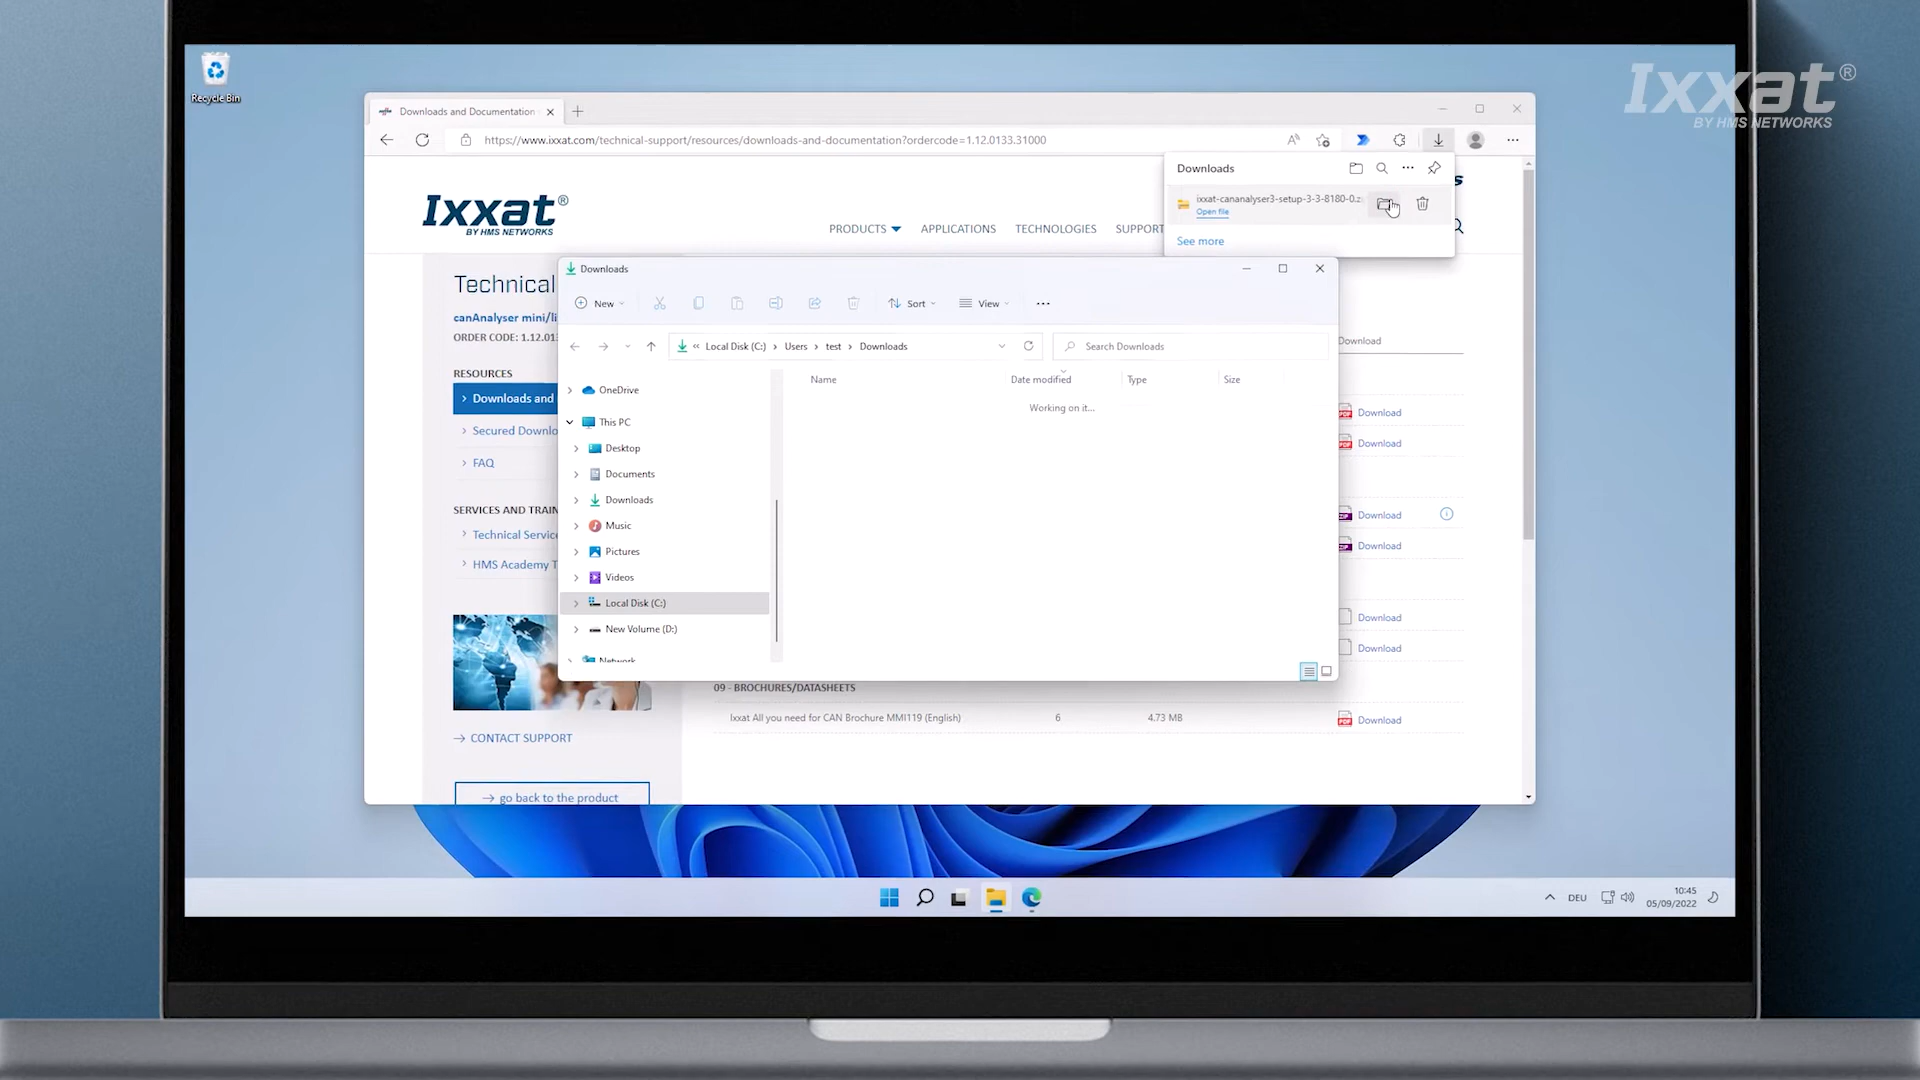 Ixxat®
BY HMS NETWORKS
Recycle Bin
Downloads and Documentation
https://www.ixxat.com/technical-support/resources/downloads-and-documentation?ordercode=1.12.0133.31000
Downloads
ixxat-cananalyser3-setup-3-3-8180-0.z
Open file
See more
Ixxat®
BY HMS NETWORKS
PRODUCTS
APPLICATIONS
TECHNOLOGIES
SUPPORT
Technical
canAnalyser mini/li
ORDER CODE: 1.12.013
RESOURCES
Downloads and
Secured Downlo
FAQ
SERVICES AND TRAIN
Technical Service
HMS Academy T
CONTACT SUPPORT
go back to the product
Downloads
New
Sort
View
« Local Disk (C:) > Users > test > Downloads
Search Downloads
Name
Date modified
Type
Size
Working on it...
OneDrive
This PC
Desktop
Documents
Downloads
Music
Pictures
Videos
Local Disk (C:)
New Volume (D:)
Network
Download
PDF Download
PDF Download
ZIP Download
ZIP Download
Download
Download
09 - BROCHURES/DATASHEETS
Ixxat All you need for CAN Brochure MMI119 (English) 6 4.73 MB PDF Download
DEU
10:45
05/09/2022